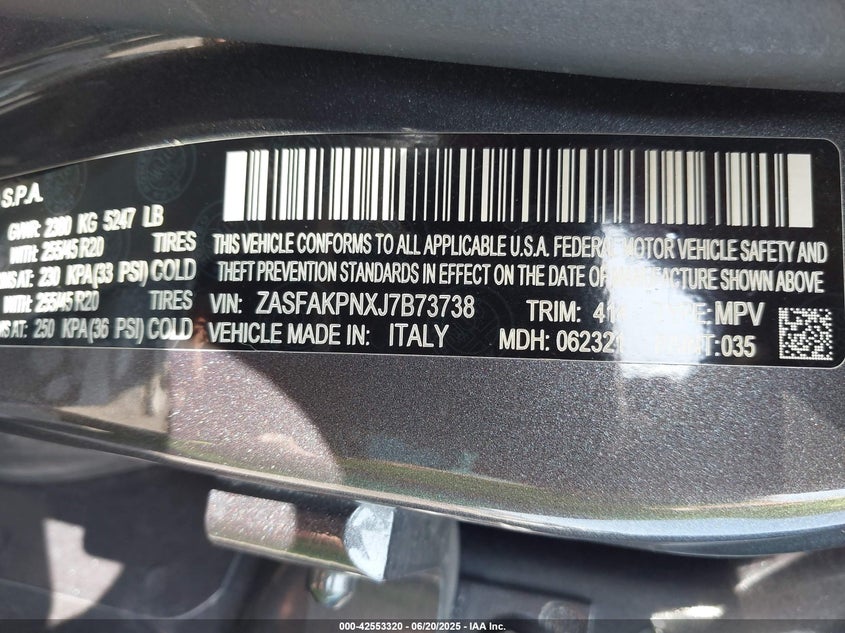 S.P.A.
GVWR: 2380 KG 5247 LB
WITH: 255/45 R20 TIRES
AT: 230 KPA(33 PSI) COLD
WITH: 255/45 R20 TIRES
AT: 250 KPA(36 PSI) COLD
THIS VEHICLE CONFORMS TO ALL APPLICABLE U.S.A. FEDERAL MOTOR VEHICLE SAFETY AND
THEFT PREVENTION STANDARDS IN EFFECT ON THE DATE OF MANUFACTURE SHOWN ABOVE
VIN: ZASFAKPNXJ7B73738 TRIM: MPV
VEHICLE MADE IN: ITALY MDH: 035
000-42553320 - 06/20/2025 - IAA Inc.